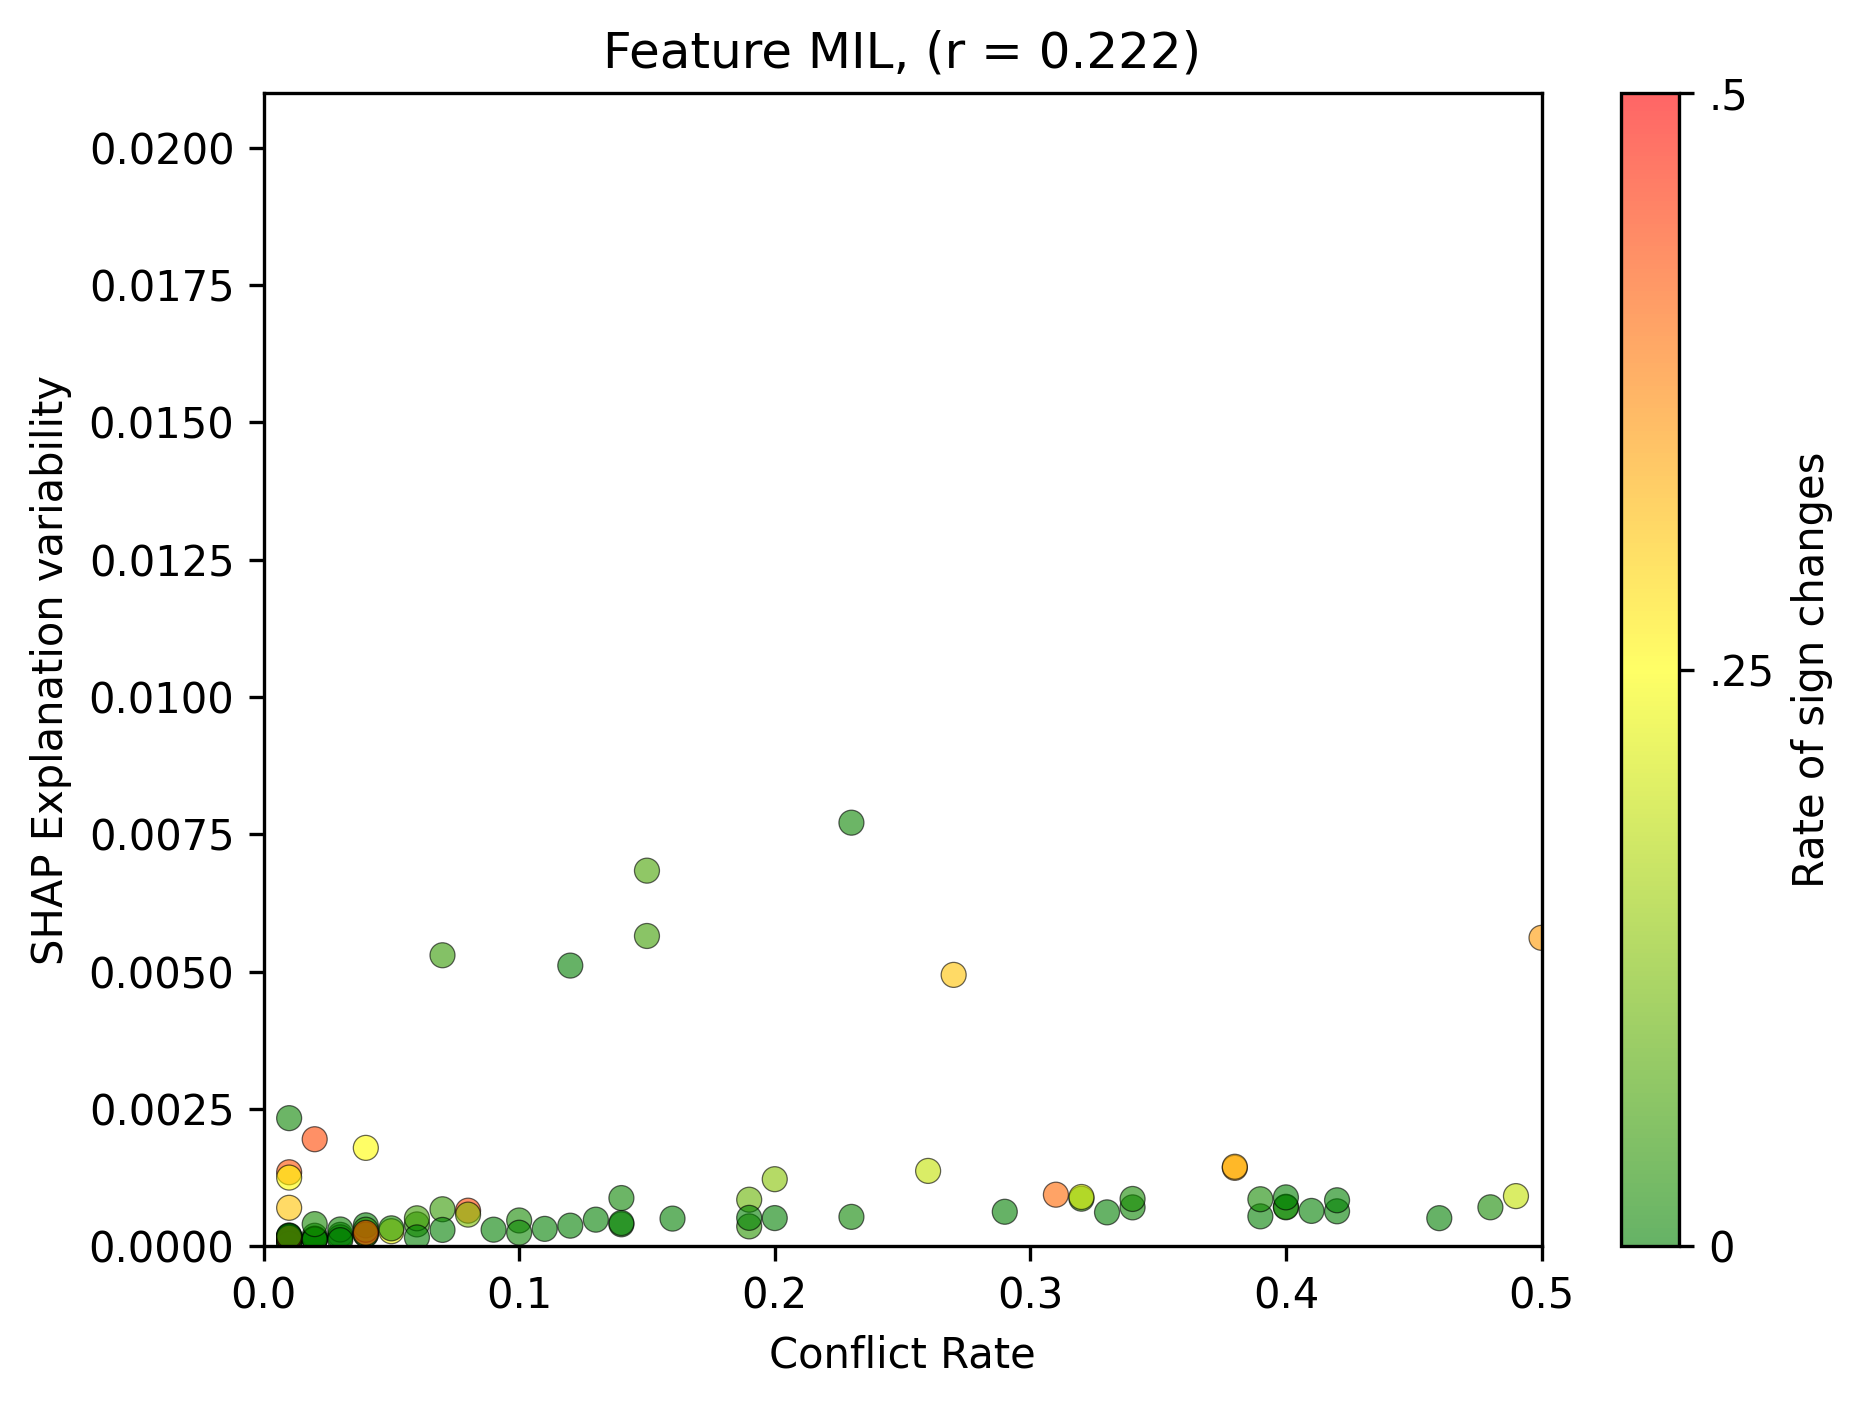 Feature MIL, (r = 0.222)
0.0200
0.0175
0.0150
0.0125
0.0100
0.0075
0.0050
0.0025
0.0000
SHAP Explanation variability
0.0 0.1 0.2 0.3 0.4 0.5
Conflict Rate
.5
.25
0
Rate of sign changes